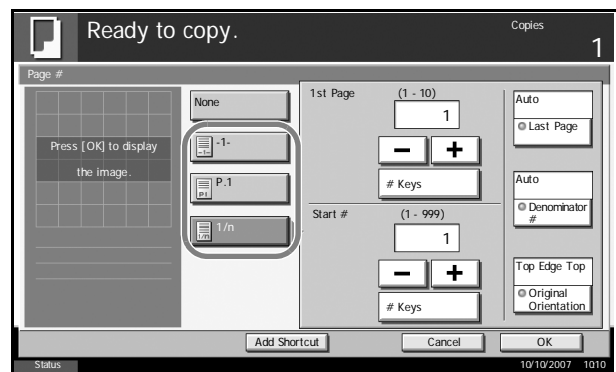 Ready to copy.
Copies
1
Page #
Press [OK] to display
the image.
None
-1-
P.1
1/n
1st Page
(1 - 10)
1
# Keys
Start #
(1 - 999)
1
# Keys
Auto
Last Page
Auto
Denominator
#
Top Edge Top
Original
Orientation
Add Shortcut
Cancel
OK
Status
10/10/2007 1010